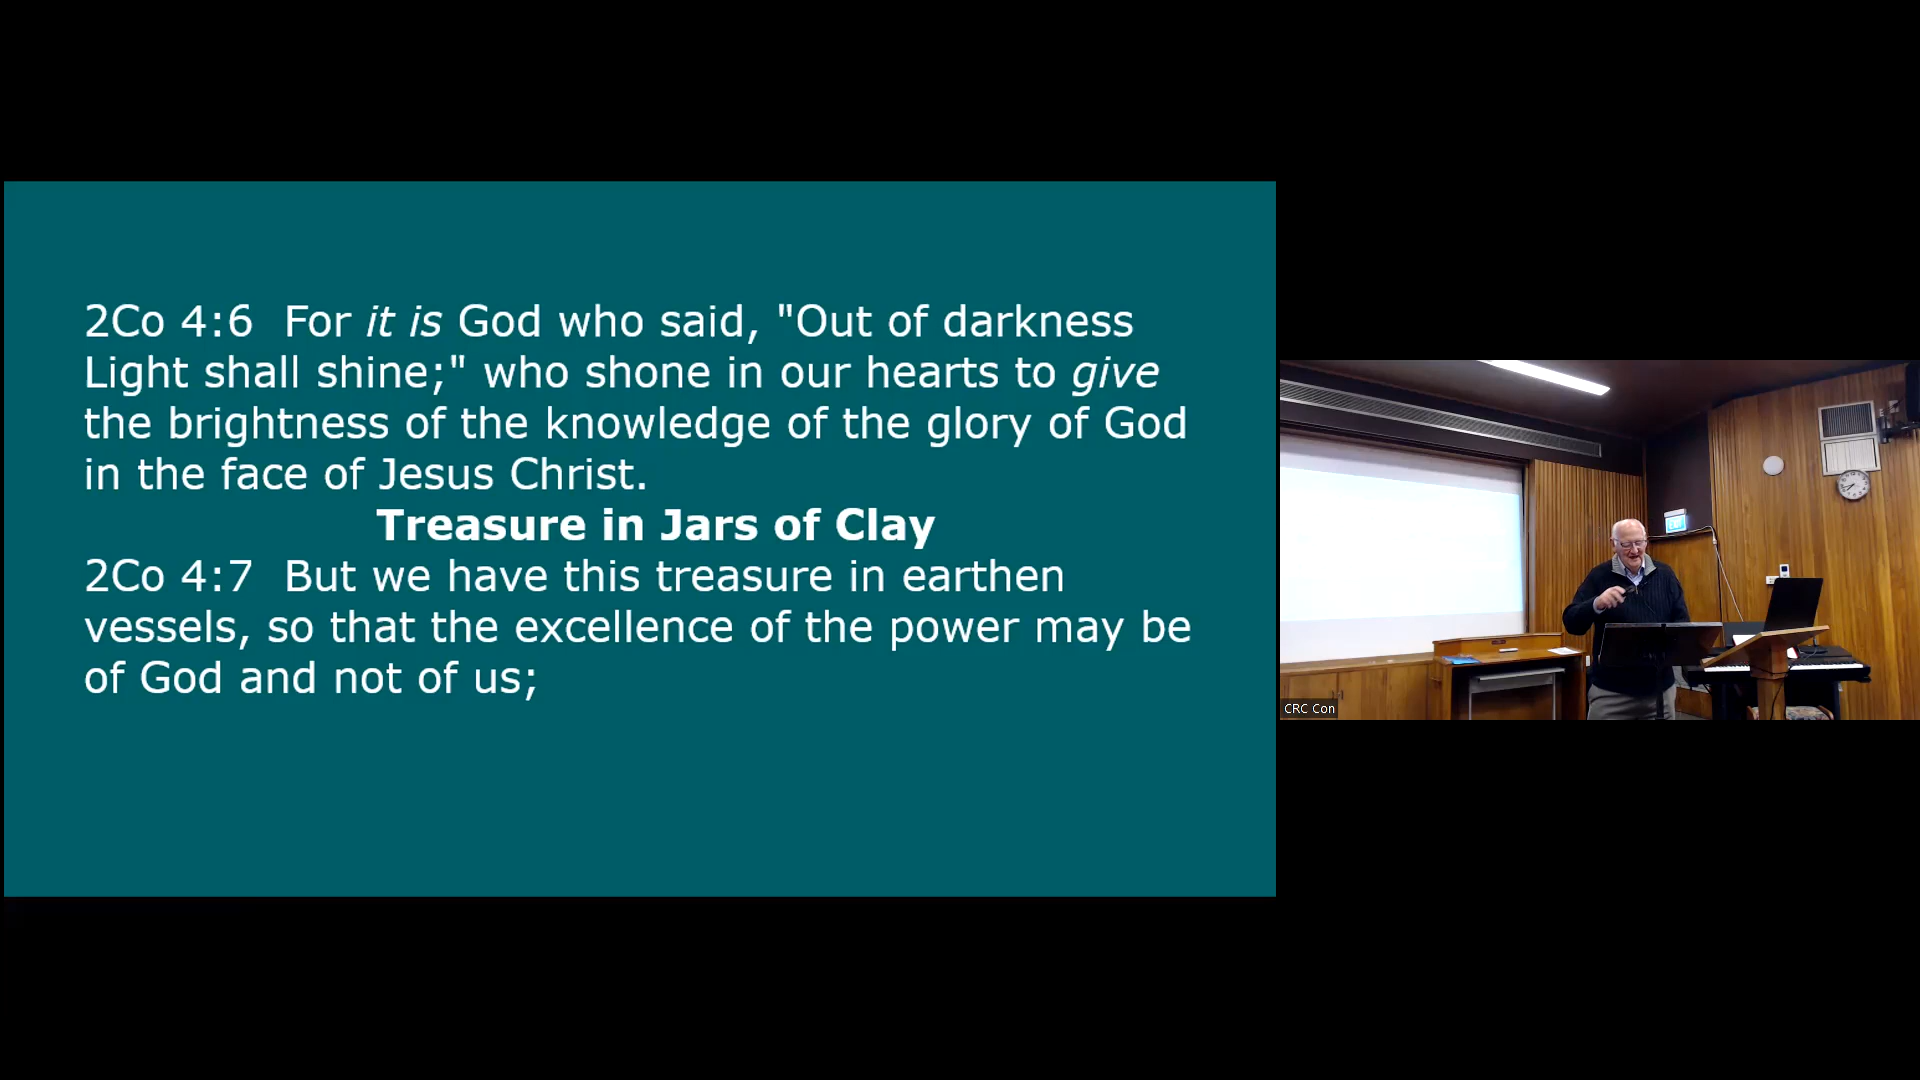 2Co 4:6  For it is God who said, "Out of darkness
Light shall shine;" who shone in our hearts to give
the brightness of the knowledge of the glory of God
in the face of Jesus Christ.
Treasure in Jars of Clay
2Co 4:7  But we have this treasure in earthen
vessels, so that the excellence of the power may be
of God and not of us;
CRC Con